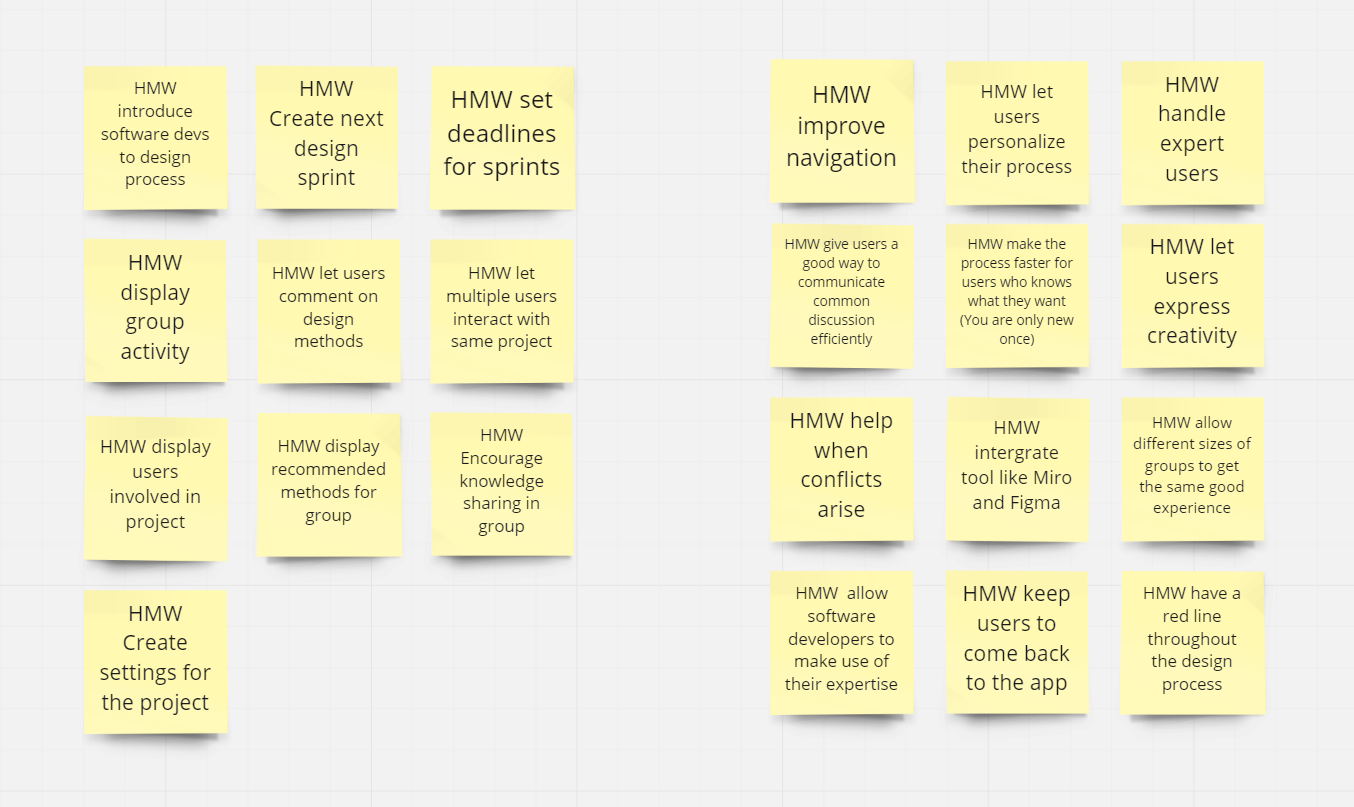 HMW
introduce
software devs
to design
process
HMW
Create next
design
sprint
HMW set
deadlines
for sprints
HMW
display
group
activity
HMW let users
comment on
design
methods
HMW let
multiple users
interact with
same project
HMW display
users
involved in
project
HMW display
recommended
methods for
group
HMW
Encourage
knowledge
sharing in
group
HMW
Create
settings for
the project
HMW
improve
navigation
HMW let
users
personalize
their process
HMW
handle
expert
users
HMW give users a
good way to
communicate
common
discussion
efficiently
HMW make the
process faster for
users who knows
what they want
(You are only new
once)
HMW let
users
express
creativity
HMW help
when
conflicts
arise
HMW
intergrate
tool like Miro
and Figma
HMW allow
different sizes of
groups to get
the same good
experience
HMW  allow
software
developers to
make use of
their expertise
HMW keep
users to
come back
to the app
HMW have a
red line
throughout
the design
process